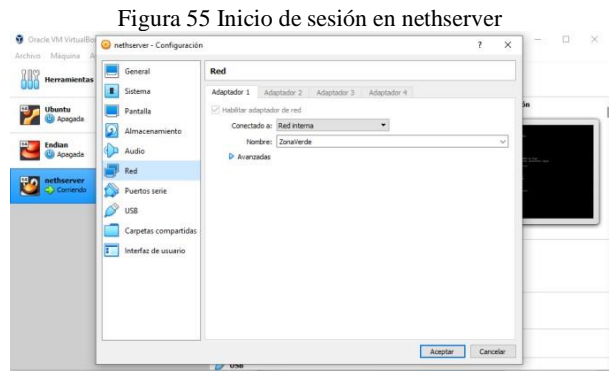 Figura 55 Inicio de sesión en nethserver
Oracle VM VirtualBo
nethserver - Configuración
Archivo Máquina A
Herramientas
Ubuntu
Apagada
Endian
Apagada
nethserver
Corriendo
General
Sistema
Pantalla
Almacenamiento
Audio
Red
Puertos serie
USB
Carpetas compartidas
Interfaz de usuario
Red
Adaptador 1 Adaptador 2 Adaptador 3 Adaptador 4
Habilitar adaptador de red
Conectado a: Red interna
Nombre: ZonaVerde
Avanzadas
Aceptar Cancelar
USB